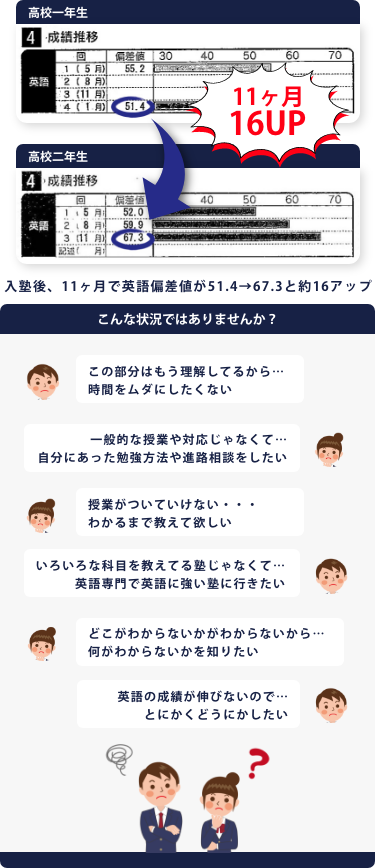 高校一年生
4 成績推移
回 偏差値 30 40 50 60 70
英語
1 ( 5月) 55.2
2 ( 8月)
3 (11月)
4 ( 1月) 51.4
11ヶ月
16UP
高校二年生
4 成績推移
回 偏差値 40 50 60 70
英語
1 ( 5月) 52.0
2 ( 8月) 59.9
3 (11月) 67.3
記述( 月)
入塾後、11ヶ月で英語偏差値が51.4→67.3と約16アップ
こんな状況ではありませんか？
この部分はもう理解してるから…
時間をムダにしたくない
一般的な授業や対応じゃなくて…
自分にあった勉強方法や進路相談をしたい
授業がついていけない・・・
わかるまで教えて欲しい
いろいろな科目を教えてる塾じゃなくて…
英語専門で英語に強い塾に行きたい
どこがわからないかがわからないから…
何がわからないかを知りたい
英語の成績が伸びないので…
とにかくどうにかしたい
?